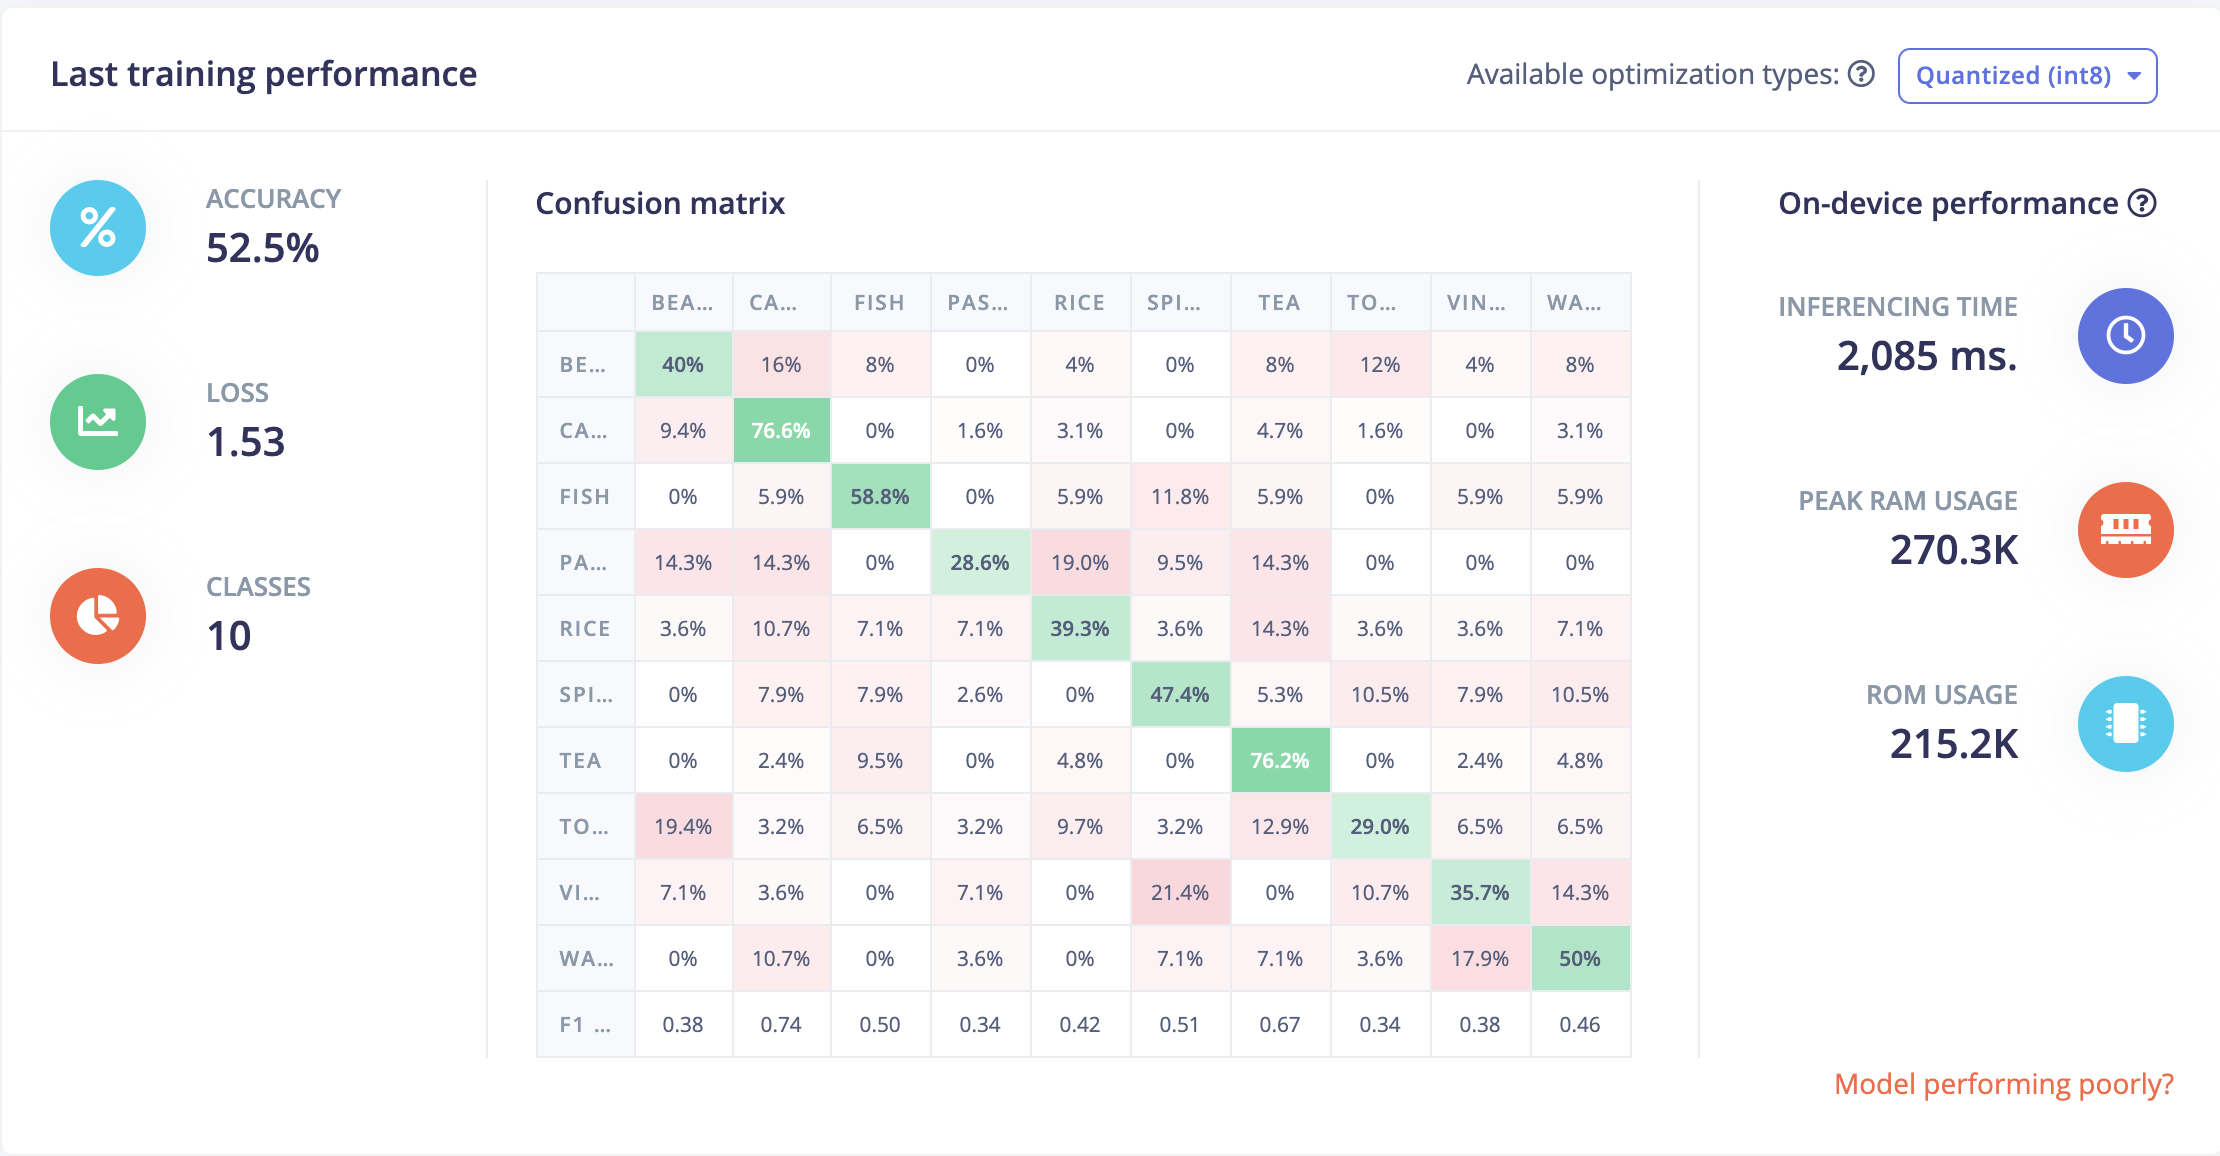 Last training performance
Available optimization types:
Quantized (int8)
ACCURACY
52.5%
LOSS
1.53
CLASSES
10
Confusion matrix
BEA... CA... FISH PAS... RICE SPI... TEA TO... VIN... WA...
BE... 40% 16% 8% 0% 4% 0% 8% 12% 4% 8%
CA... 9.4% 76.6% 0% 1.6% 3.1% 0% 4.7% 1.6% 0% 3.1%
FISH 0% 5.9% 58.8% 0% 5.9% 11.8% 5.9% 0% 5.9% 5.9%
PA... 14.3% 14.3% 0% 28.6% 19.0% 9.5% 14.3% 0% 0% 0%
RICE 3.6% 10.7% 7.1% 7.1% 39.3% 3.6% 14.3% 3.6% 3.6% 7.1%
SPI... 0% 7.9% 7.9% 2.6% 0% 47.4% 5.3% 10.5% 7.9% 10.5%
TEA 0% 2.4% 9.5% 0% 4.8% 0% 76.2% 0% 2.4% 4.8%
TO... 19.4% 3.2% 6.5% 3.2% 9.7% 3.2% 12.9% 29.0% 6.5% 6.5%
VI... 7.1% 3.6% 0% 7.1% 0% 21.4% 0% 10.7% 35.7% 14.3%
WA... 0% 10.7% 0% 3.6% 0% 7.1% 7.1% 3.6% 17.9% 50%
F1 ... 0.38 0.74 0.50 0.34 0.42 0.51 0.67 0.34 0.38 0.46
On-device performance
INFERENCING TIME
2,085 ms.
PEAK RAM USAGE
270.3K
ROM USAGE
215.2K
Model performing poorly?